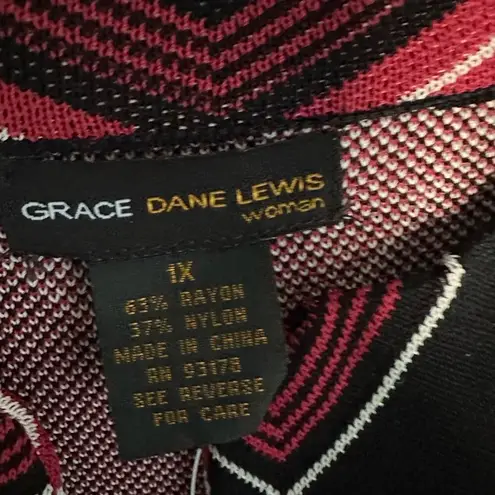 GRACE DANE LEWIS
woman
1X
63% RAYON
37% NYLON
MADE IN CHINA
RN 93178
SEE REVERSE
FOR CARE